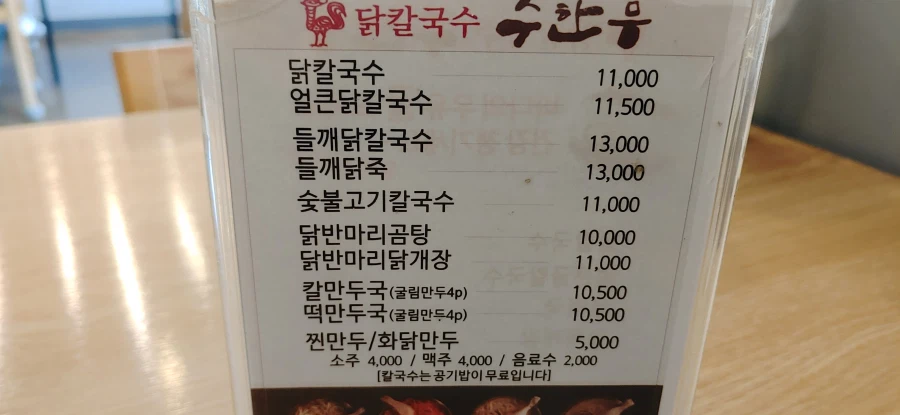 닭칼국수 수한무
닭칼국수 11,000
얼큰닭칼국수 11,500
들깨닭칼국수 13,000
들깨닭죽 13,000
숯불고기칼국수 11,000
닭반마리곰탕 10,000
닭반마리닭개장 11,000
칼만두국(굴림만두4p) 10,500
떡만두국(굴림만두4p) 10,500
찐만두/화닭만두 5,000
소주 4,000 / 맥주 4,000 / 음료수 2,000
[칼국수는 공기밥이 무료입니다]